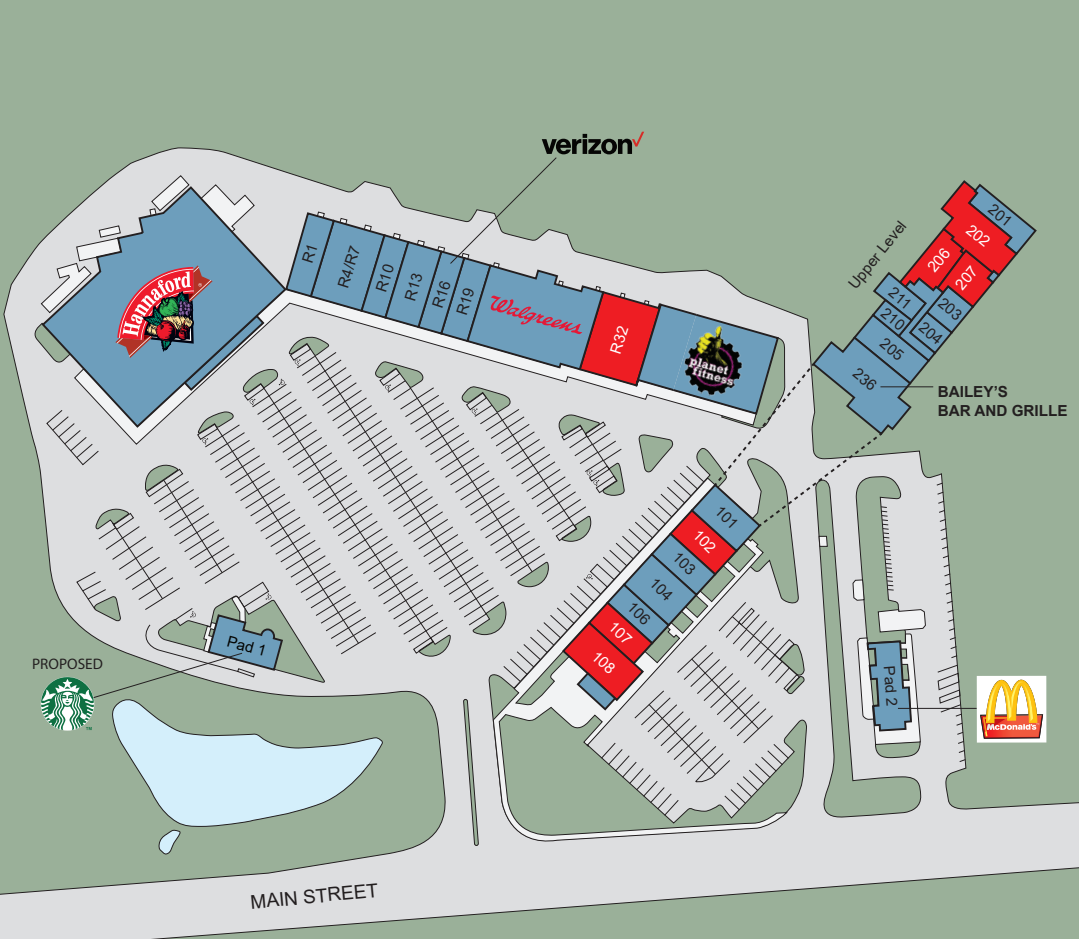 verizon
Hannaford
R1
R4/R7
R10
R13
R16
R19
Walgreens
R32
planet
fitness
Upper Level
201
202
206
207
211
203
210
204
205
236
BAILEY'S
BAR AND GRILLE
101
102
103
104
106
107
108
Pad 1
PROPOSED
Pad 2
McDonald's
MAIN STREET